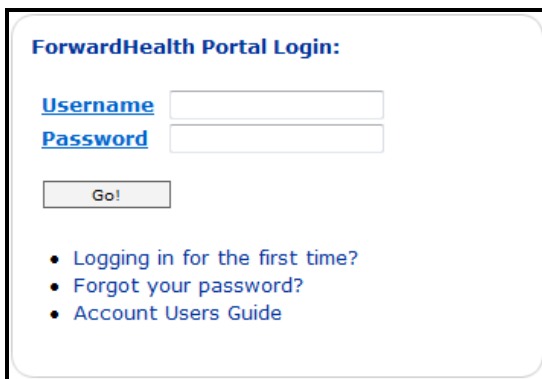 ForwardHealth Portal Login:
Username
Password
Go!
Logging in for the first time?
Forgot your password?
Account Users Guide